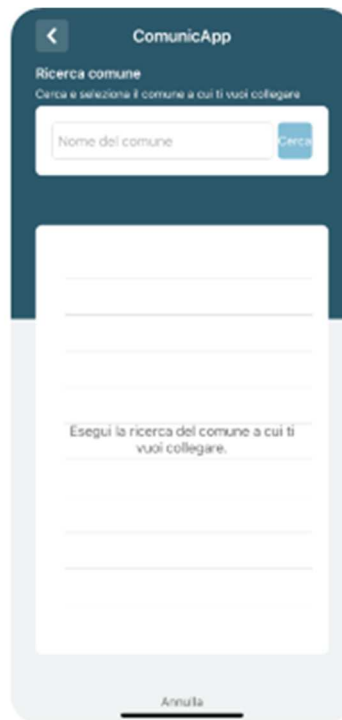 ComunicApp
Ricerca comune
Cerca e seleziona il comune a cui ti vuoi collegare
Nome del comune
Cerca
Esegui la ricerca del comune a cui ti
vuoi collegare.
Annulla